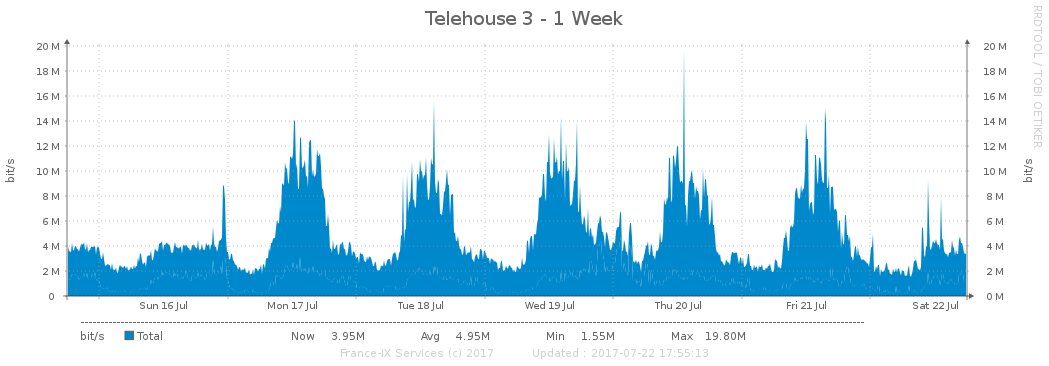 Telehouse 3 - 1 Week
RRDTOOL / TOBI OETIKER
20 M 20 M
18 M 18 M
16 M 16 M
14 M 14 M
12 M 12 M
10 M 10 M
8 M 8 M
6 M 6 M
4 M 4 M
2 M 2 M
0 0 M
bit/s bit/s
Sun 16 Jul Mon 17 Jul Tue 18 Jul Wed 19 Jul Thu 20 Jul Fri 21 Jul Sat 22 Jul
bit/s Total Now 3.95M Avg 4.95M Min 1.55M Max 19.80M
France-IX Services (c) 2017 Updated : 2017-07-22 17:55:13